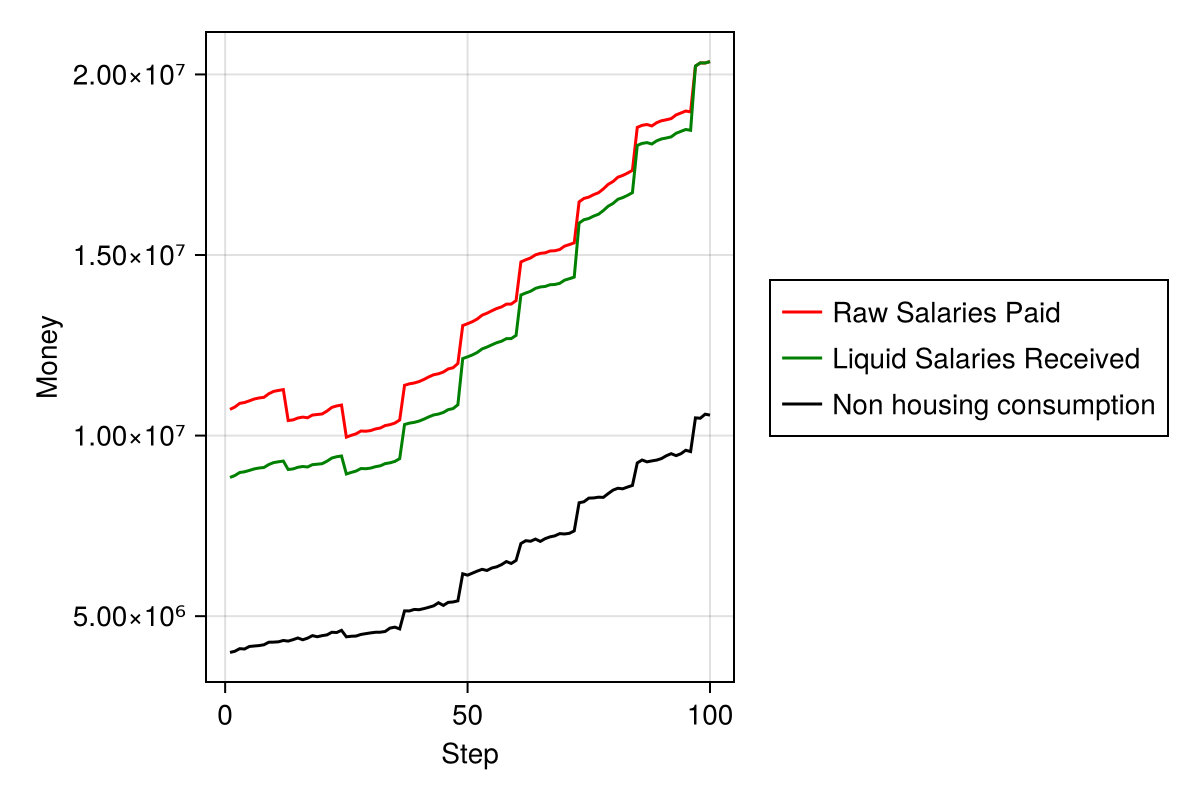 2.00×10⁷
1.50×10⁷
1.00×10⁷
5.00×10⁶
Money
0
50
100
Step
Raw Salaries Paid
Liquid Salaries Received
Non housing consumption